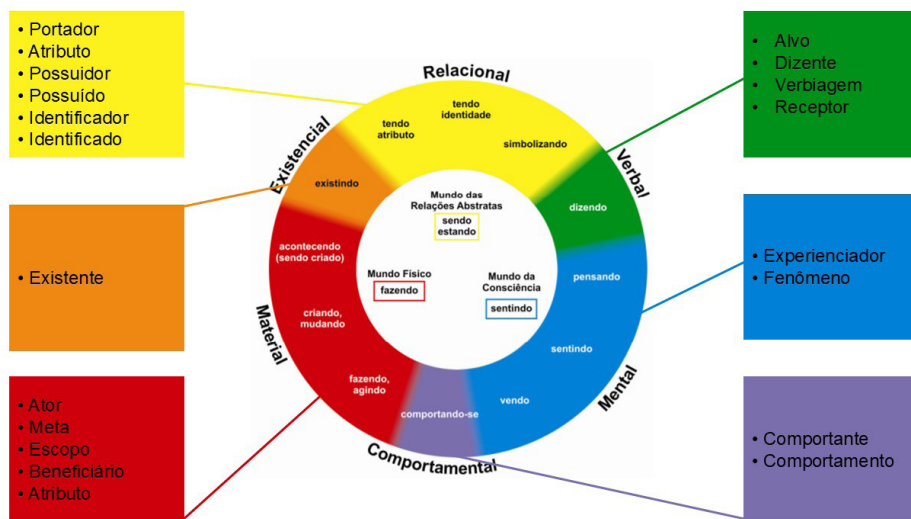 • Portador
• Atributo
• Possuidor
• Possuído
• Identificador
• Identificado
• Existente
• Ator
• Meta
• Escopo
• Beneficiário
• Atributo
Relacional
tendo
identidade
tendo
atributo
simbolizando
Existencial
existindo
Verbal
dizendo
Mundo das
Relações Abstratas
sendo
estando
acontecendo
(sendo criado)
Mundo Físico
fazendo
Mundo da
Consciência
sentindo
pensando
criando,
mudando
Material
sentindo
Mental
fazendo,
agindo
vendo
comportando-se
Comportamental
• Alvo
• Dizente
• Verbiagem
• Receptor
• Experienciador
• Fenômeno
• Comportante
• Comportamento